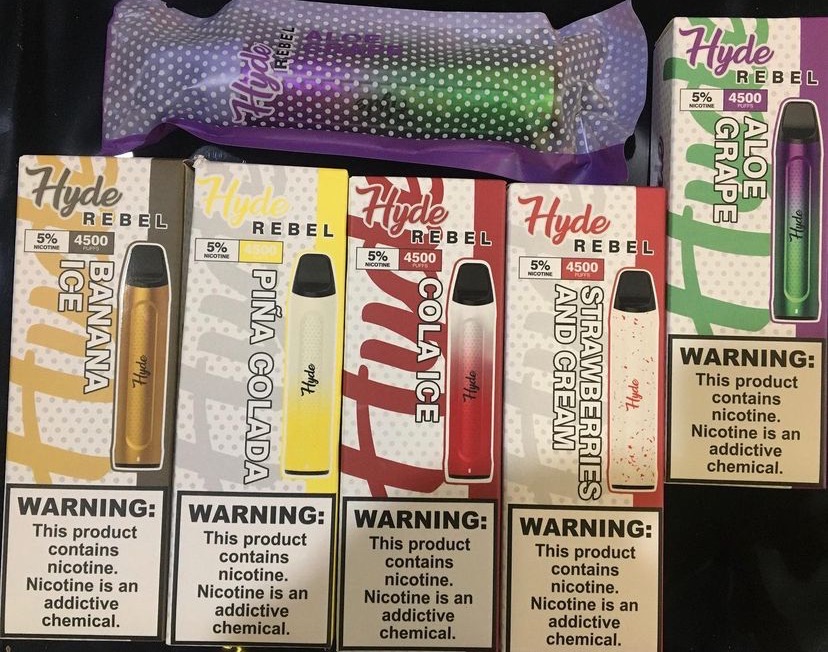 Hyde
REBEL
ALOE
GRAPE
Hyde
REBEL
5%
NICOTINE
4500
ALOE
GRAPE
Hyde
WARNING:
This product
contains
nicotine.
Nicotine is an
addictive
chemical.
Hyde
REBEL
5%
NICOTINE
4500
PUFFS
BANANA
ICE
Hyde
WARNING:
This product
contains
nicotine.
Nicotine is an
addictive
chemical.
Hyde
REBEL
5%
NICOTINE
4500
PIÑA COLADA
Hyde
WARNING:
This product
contains
nicotine.
Nicotine is an
addictive
chemical.
Hyde
REBEL
5%
NICOTINE
4500
PUFFS
COLA ICE
Hyde
WARNING:
This product
contains
nicotine.
Nicotine is an
addictive
chemical.
Hyde
REBEL
5%
NICOTINE
4500
PUFFS
STRAWBERRIES
AND CREAM
Hyde
WARNING:
This product
contains
nicotine.
Nicotine is an
addictive
chemical.